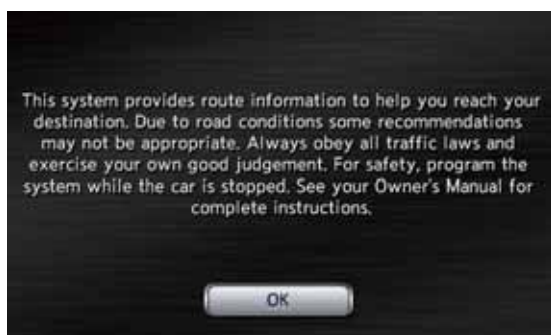 This system provides route information to help you reach your
destination. Due to road conditions some recommendations
may not be appropriate. Always obey all traffic laws and
exercise your own good judgement. For safety, program the
system while the car is stopped. See your Owner's Manual for
complete instructions.
OK